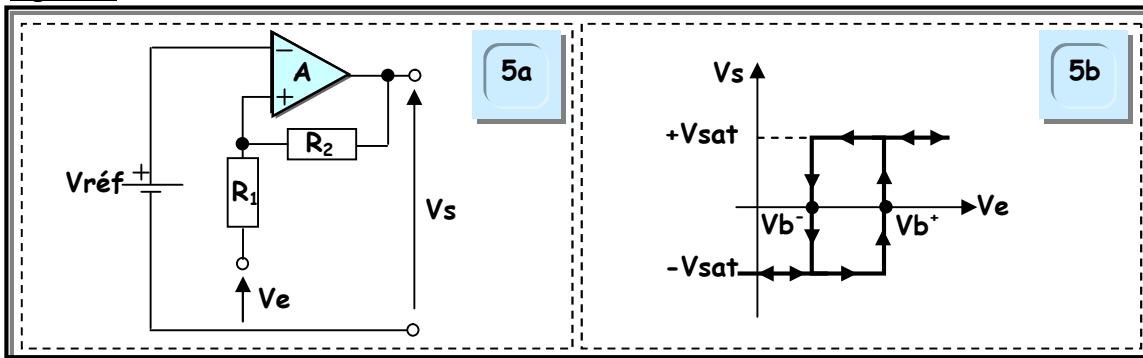 5a
A
−
+
R₂
R₁
Vréf
+
Vs
Ve
5b
Vs
+Vsat
Vb⁻
Vb⁺
Ve
-Vsat